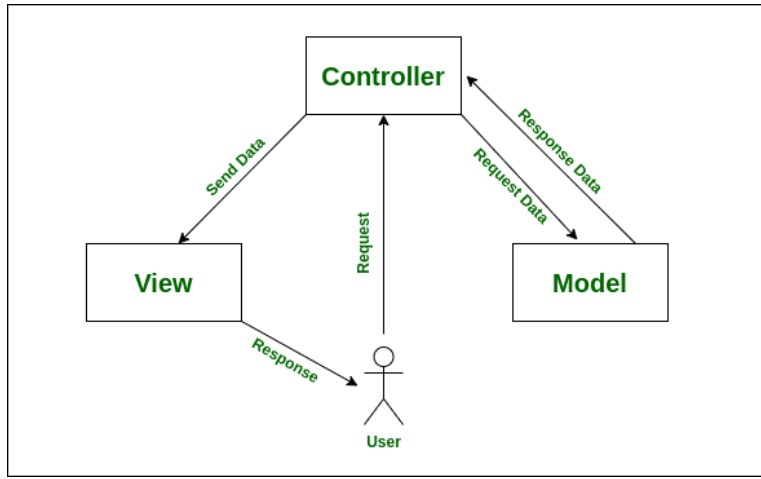 Controller
Send Data
Request
Request Data
Response Data
View
Model
Response
User